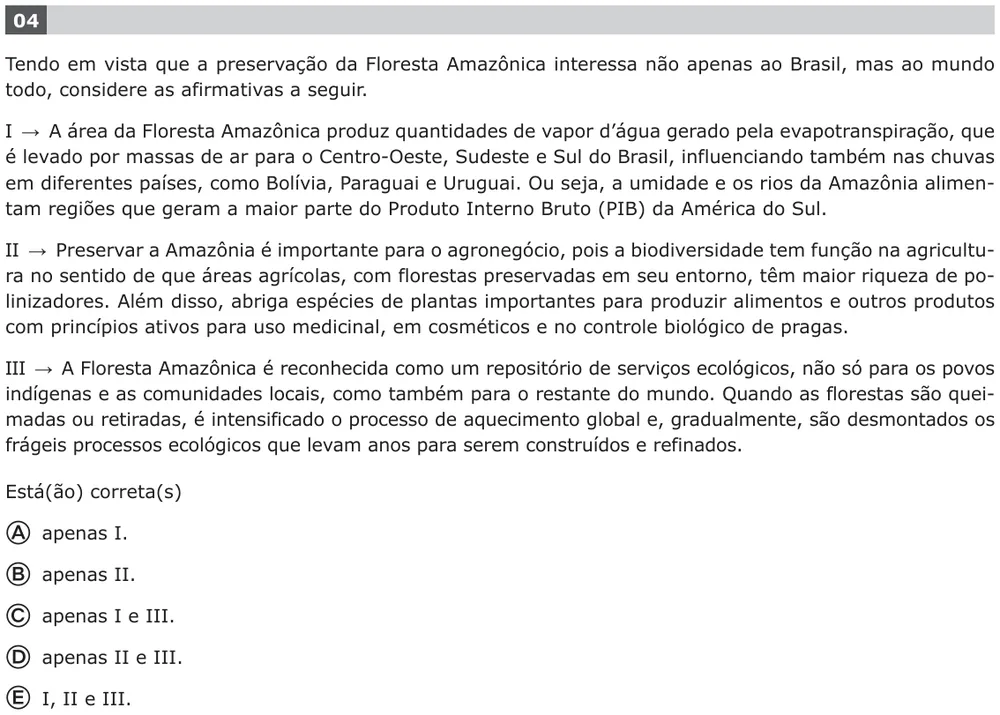 04
Tendo em vista que a preservação da Floresta Amazônica interessa não apenas ao Brasil, mas ao mundo
todo, considere as afirmativas a seguir.
I → A área da Floresta Amazônica produz quantidades de vapor d’água gerado pela evapotranspiração, que
é levado por massas de ar para o Centro-Oeste, Sudeste e Sul do Brasil, influenciando também nas chuvas
em diferentes países, como Bolívia, Paraguai e Uruguai. Ou seja, a umidade e os rios da Amazônia alimen-
tam regiões que geram a maior parte do Produto Interno Bruto (PIB) da América do Sul.
II → Preservar a Amazônia é importante para o agronegócio, pois a biodiversidade tem função na agricultu-
ra no sentido de que áreas agrícolas, com florestas preservadas em seu entorno, têm maior riqueza de po-
linizadores. Além disso, abriga espécies de plantas importantes para produzir alimentos e outros produtos
com princípios ativos para uso medicinal, em cosméticos e no controle biológico de pragas.
III → A Floresta Amazônica é reconhecida como um repositório de serviços ecológicos, não só para os povos
indígenas e as comunidades locais, como também para o restante do mundo. Quando as florestas são quei-
madas ou retiradas, é intensificado o processo de aquecimento global e, gradualmente, são desmontados os
frágeis processos ecológicos que levam anos para serem construídos e refinados.
Está(ão) correta(s)
A apenas I.
B apenas II.
C apenas I e III.
D apenas II e III.
E I, II e III.